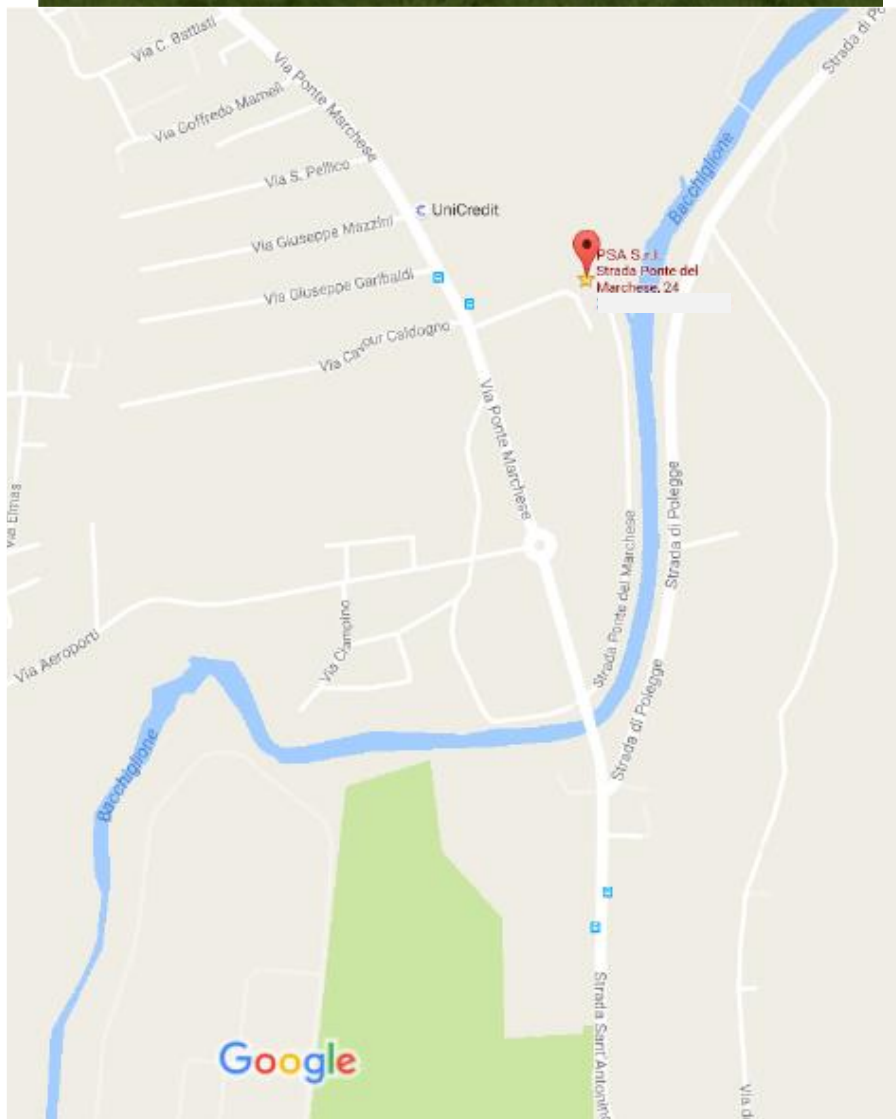 Via C. Battisti
Via Ponte Marchese
Strada di Po
Via Goffredo Mameli
Via S. Pellico
Bacchiglione
UniCredit
Via Giuseppe Mazzini
PSA S.r.l.
Strada Ponte del
Marchese, 24
Via Giuseppe Garibaldi
Via Cavour Caldogno
Via Ponte Marchese
Via Elmas
Strada di Polegge
Strada Ponte del Marchese
Via Ciampino
Via Aeroporti
Strada di Polegge
Bacchiglione
Strada Sant'Antonino
Google
Via d